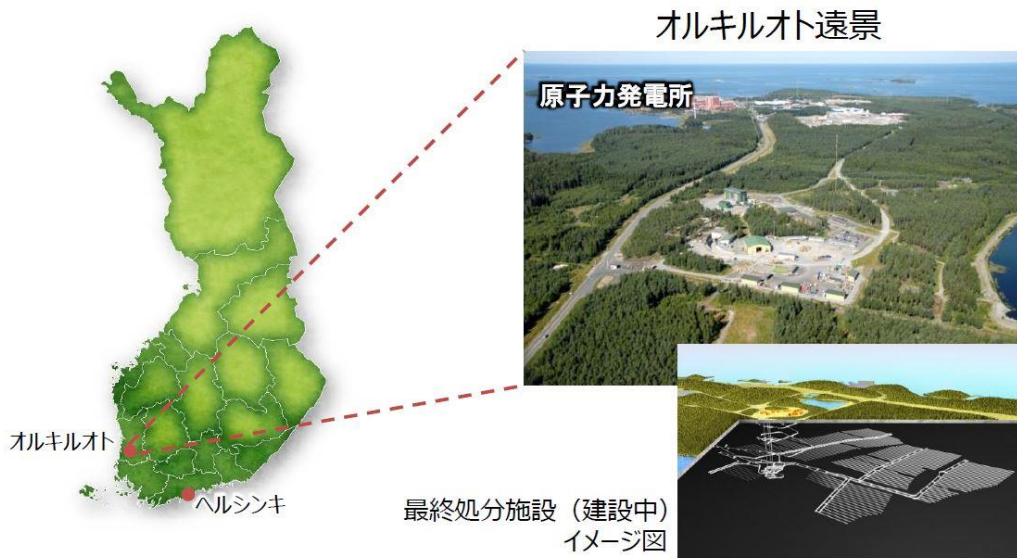 オルキルオト遠景
原子力発電所
オルキルオト
ヘルシンキ
最終処分施設（建設中）
イメージ図